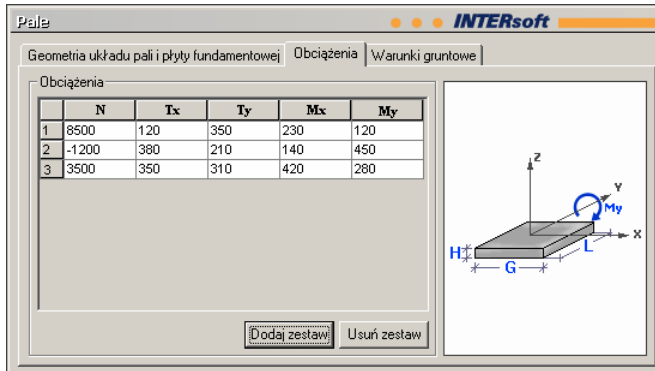 Pale INTERsoft
Geometria układu pali i płyty fundamentowej Obciążenia Warunki gruntowe
Obciążenia
N Tx Ty Mx My
1 8500 120 350 230 120
2 -1200 380 210 140 450
3 3500 350 310 420 280
Z
Y
My
X
H
L
G
Dodaj zestaw Usuń zestaw